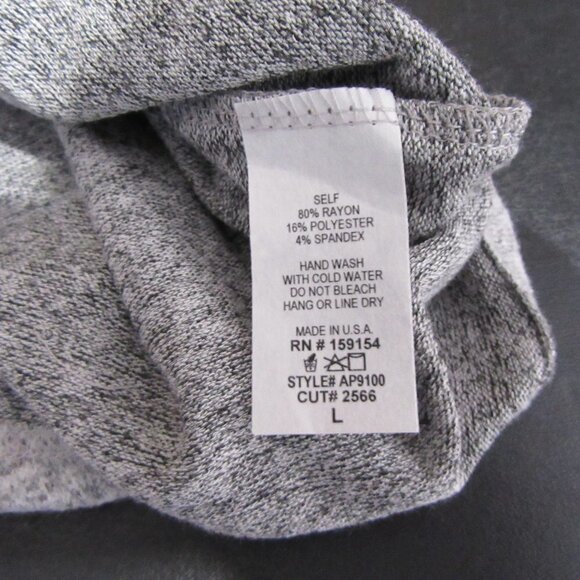 SELF
80% RAYON
16% POLYESTER
4% SPANDEX
HAND WASH
WITH COLD WATER
DO NOT BLEACH
HANG OR LINE DRY
MADE IN U.S.A.
RN # 159154
STYLE# AP9100
CUT# 2566
L